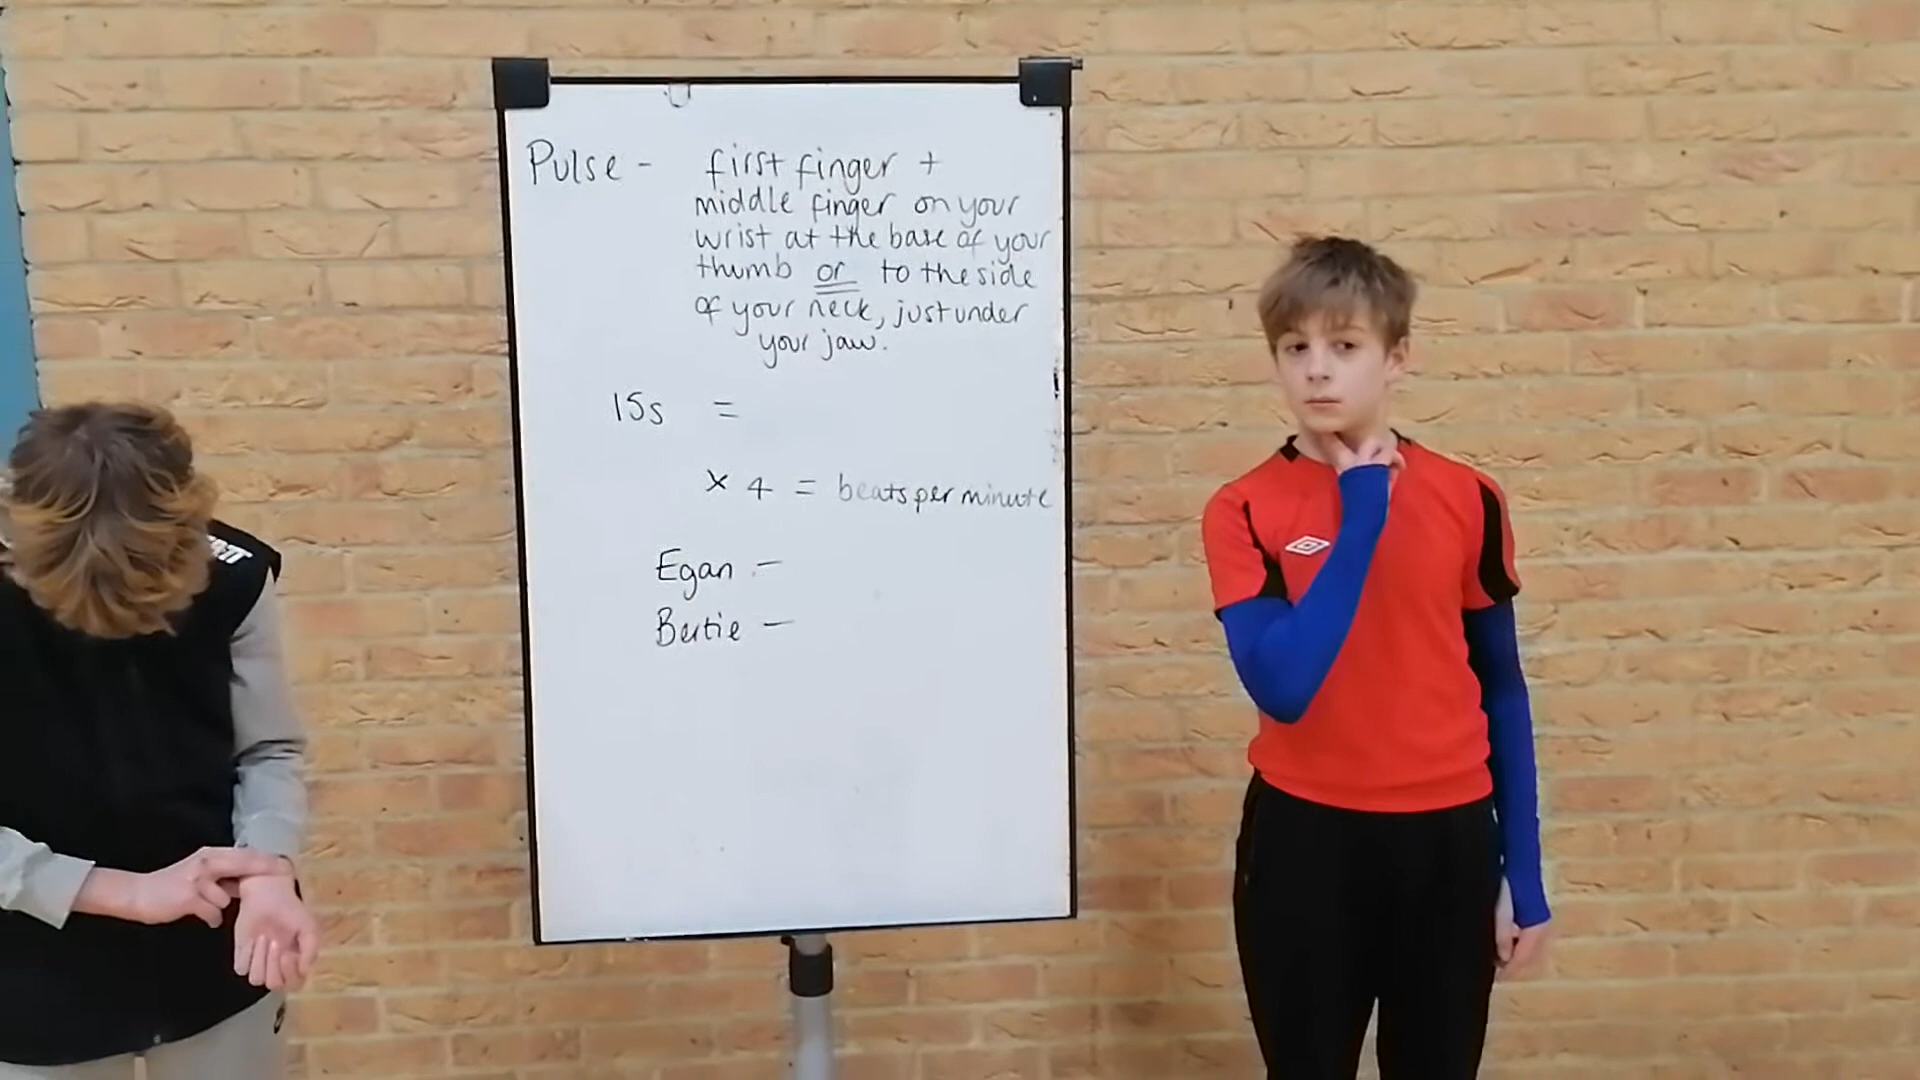 Pulse - first finger +
middle finger on your
wrist at the base of your
thumb or to the side
of your neck, just under
your jaw.
15s =
× 4 = beats per minute
Egan -
Bertie -